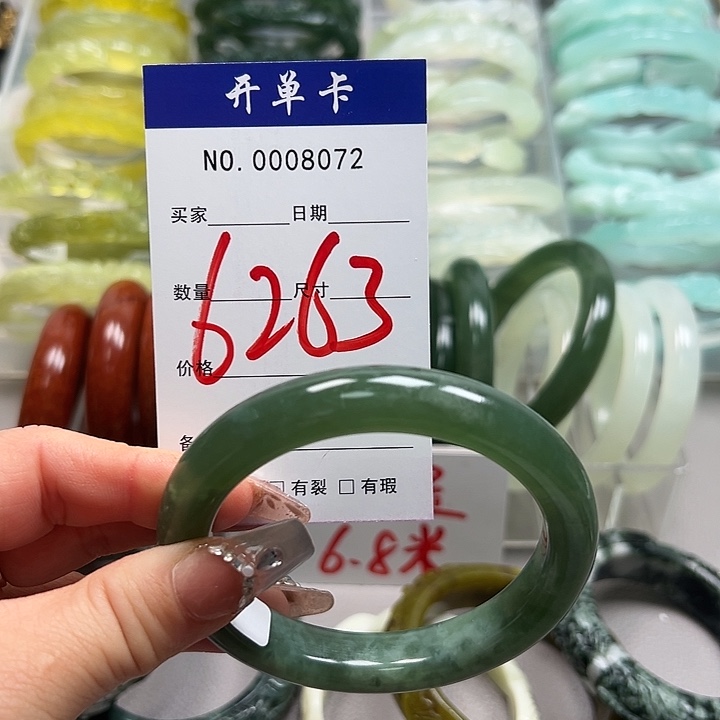 开单卡
NO. 0008072
买家 日期
数量 尺寸
6263
价格
备
□ 有裂 □ 有瑕
6.8米